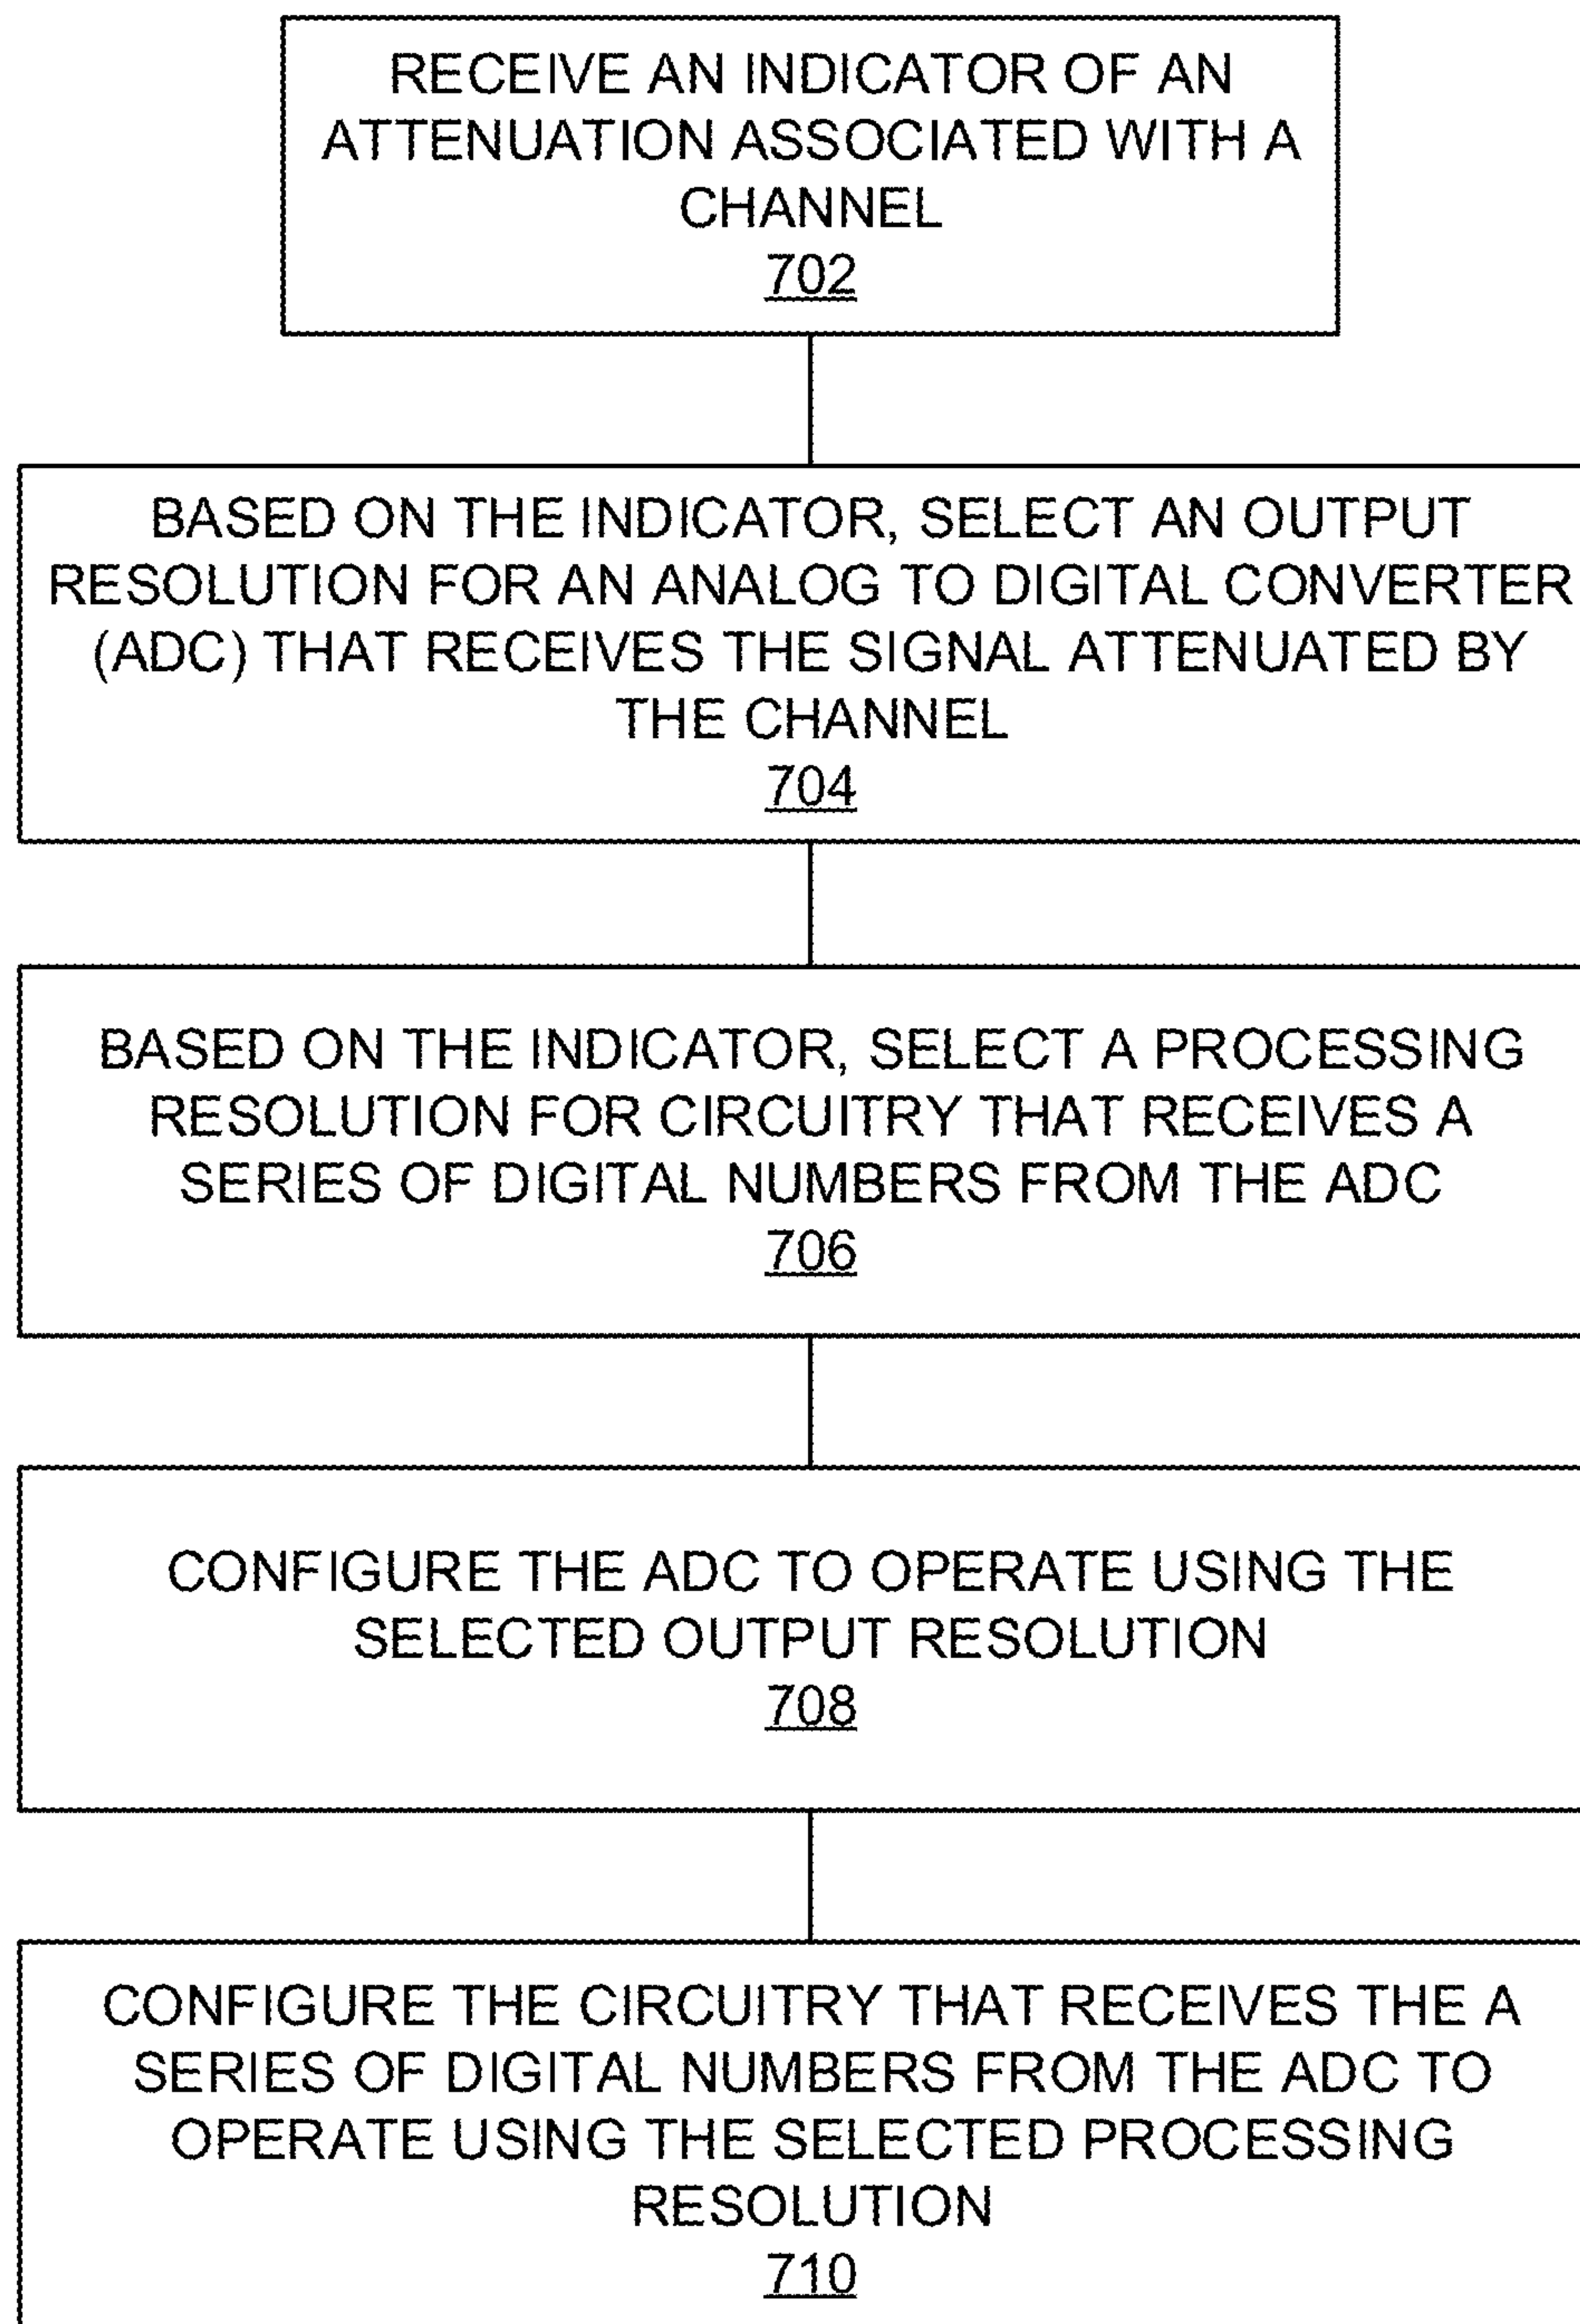 RECEIVE AN INDICATOR OF AN
ATTENUATION ASSOCIATED WITH A
CHANNEL
702
BASED ON THE INDICATOR, SELECT AN OUTPUT
RESOLUTION FOR AN ANALOG TO DIGITAL CONVERTER
(ADC) THAT RECEIVES THE SIGNAL ATTENUATED BY
THE CHANNEL
704
BASED ON THE INDICATOR, SELECT A PROCESSING
RESOLUTION FOR CIRCUITRY THAT RECEIVES A
SERIES OF DIGITAL NUMBERS FROM THE ADC
706
CONFIGURE THE ADC TO OPERATE USING THE
SELECTED OUTPUT RESOLUTION
708
CONFIGURE THE CIRCUITRY THAT RECEIVES THE A
SERIES OF DIGITAL NUMBERS FROM THE ADC TO
OPERATE USING THE SELECTED PROCESSING
RESOLUTION
710